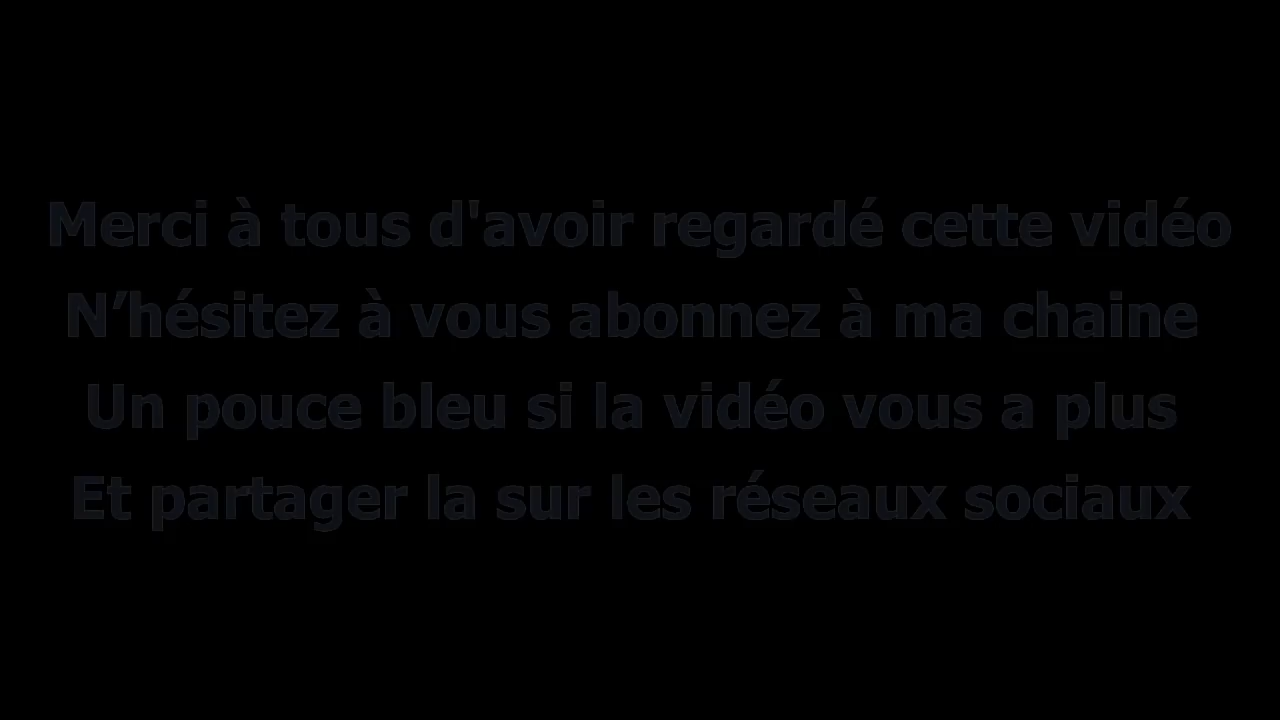 Merci à tous d'avoir regardé cette vidéo
N’hésitez à vous abonnez à ma chaine
Un pouce bleu si la vidéo vous a plus
Et partager la sur les réseaux sociaux